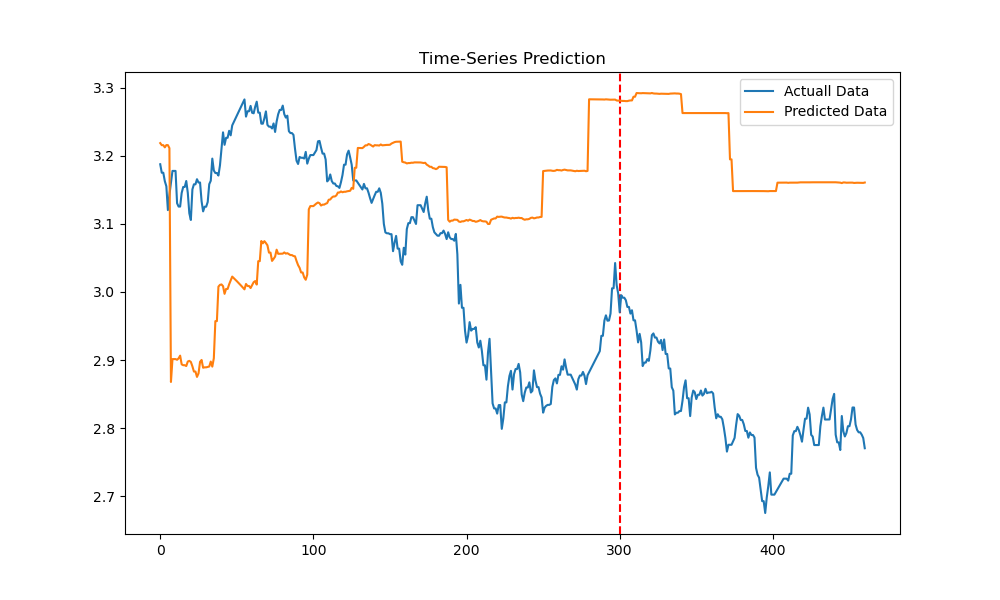 Time-Series Prediction
Actuall Data
Predicted Data
3.3
3.2
3.1
3.0
2.9
2.8
2.7
0 100 200 300 400